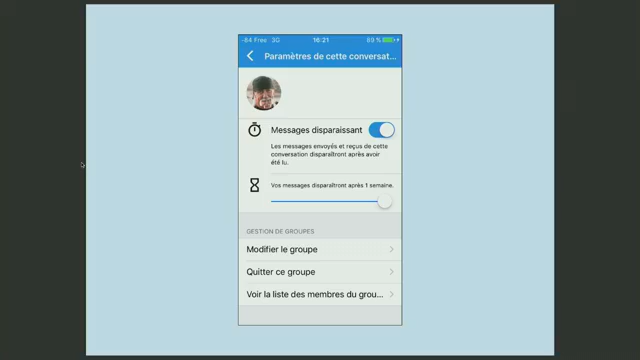 -84 Free 3G 16:21 89 %
Paramètres de cette conversat...
Messages disparaissant
Les messages envoyés et reçus de cette
conversation disparaîtront après avoir
été lu.
Vos messages disparaîtront après 1 semaine.
GESTION DE GROUPES
Modifier le groupe
Quitter ce groupe
Voir la liste des membres du grou...